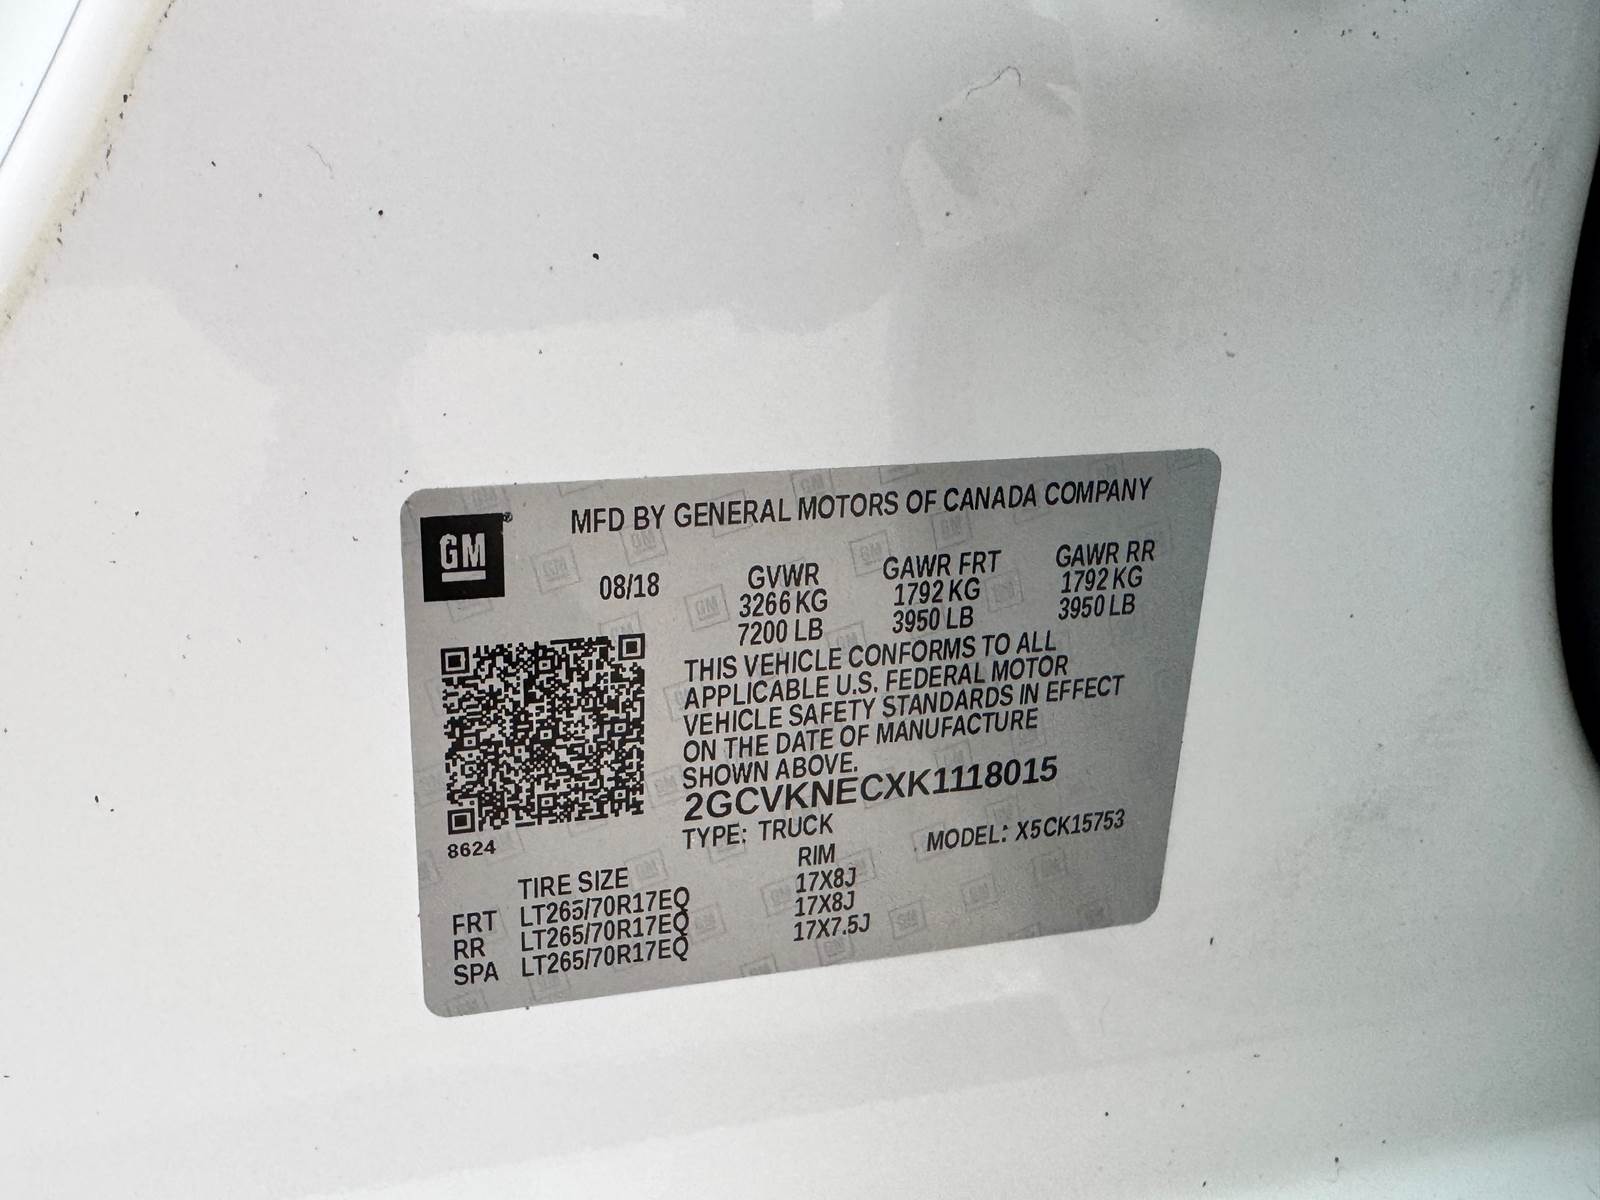 GM
MFD BY GENERAL MOTORS OF CANADA COMPANY
08/18
GVWR GAWR FRT GAWR RR
3266 KG 1792 KG 1792 KG
7200 LB 3950 LB 3950 LB
THIS VEHICLE CONFORMS TO ALL
APPLICABLE U.S. FEDERAL MOTOR
VEHICLE SAFETY STANDARDS IN EFFECT
ON THE DATE OF MANUFACTURE
SHOWN ABOVE.
2GCVKNECXK1118015
TYPE: TRUCK MODEL: X5CK15753
8624
TIRE SIZE RIM
FRT LT265/70R17EQ 17X8J
RR LT265/70R17EQ 17X8J
SPA LT265/70R17EQ 17X7.5J